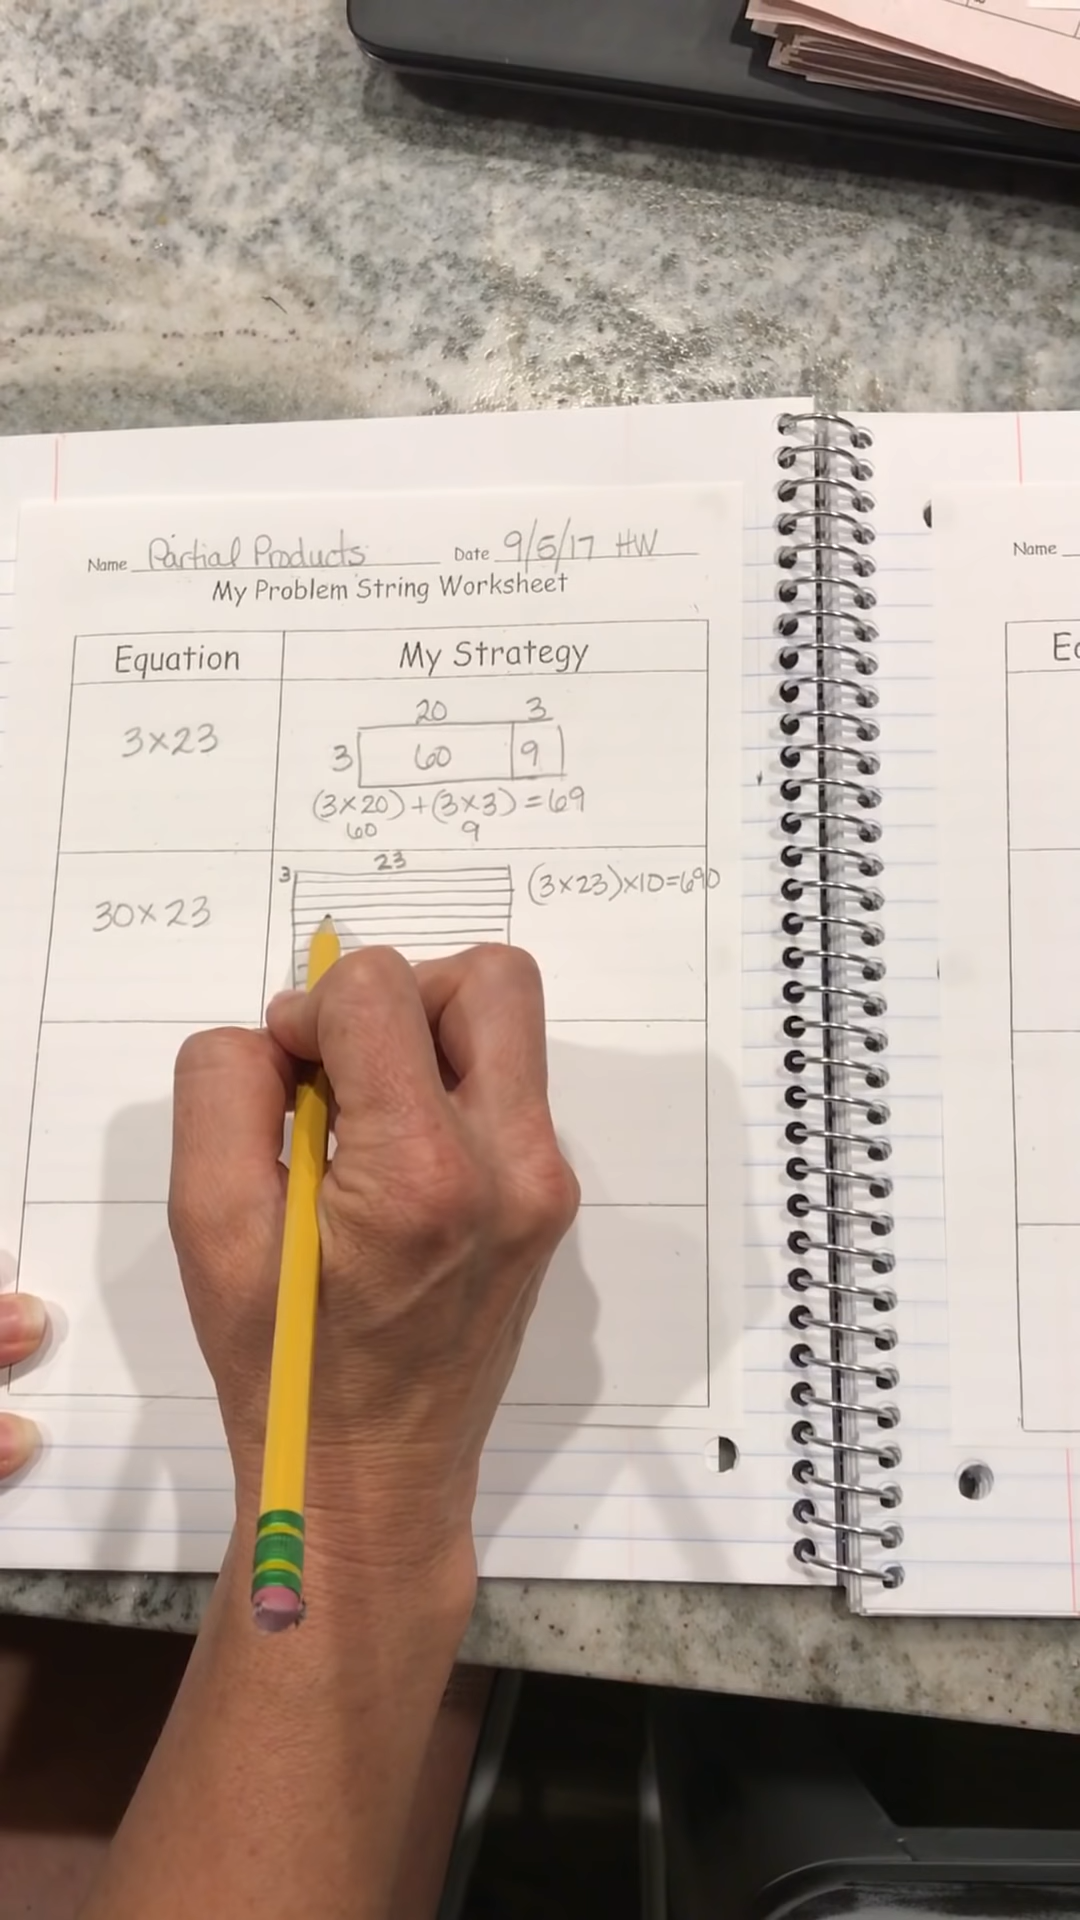 Name Partial Products Date 9/5/17 HW
My Problem String Worksheet
Equation My Strategy
3×23
20 3
3 60 9
(3×20)+(3×3)=69
60 9
30×23
23
3
(3×23)×10=690
Name